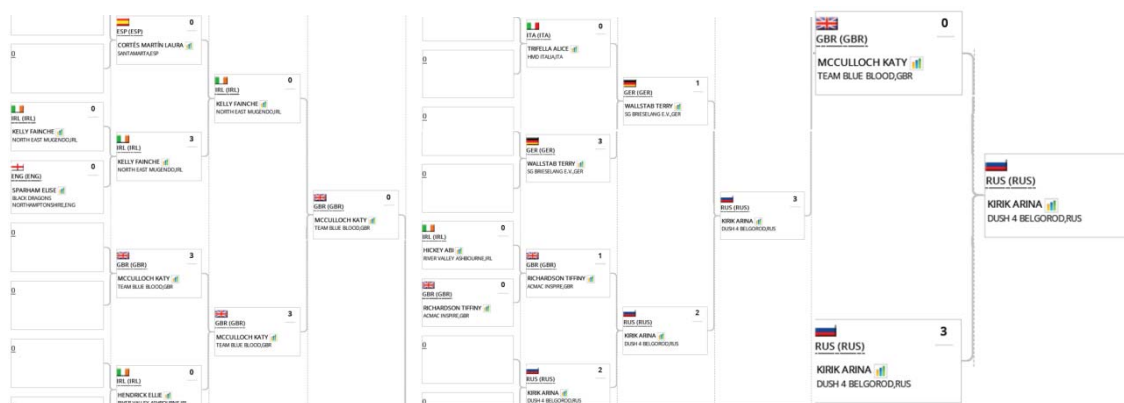 0
ESP (ESP)
CORTÉS MARTÍN LAURA
SANTAMARTA,ESP
0
0
IRL (IRL)
KELLY FAINCHE
NORTH EAST MUGENDO,IRL
0
ENG (ENG)
SPARHAM ELISE
BLACK DRAGONS
NORTHAMPTONSHIRE,ENG
3
IRL (IRL)
KELLY FAINCHE
NORTH EAST MUGENDO,IRL
0
0
3
GBR (GBR)
MCCULLOCH KATY
TEAM BLUE BLOOD,GBR
0
0
IRL (IRL)
HENDRICK ELLIE
0
IRL (IRL)
KELLY FAINCHE
NORTH EAST MUGENDO,IRL
3
GBR (GBR)
MCCULLOCH KATY
TEAM BLUE BLOOD,GBR
0
GBR (GBR)
MCCULLOCH KATY
TEAM BLUE BLOOD,GBR
0
ITA (ITA)
TRIFELLA ALICE
HMD ITALIA,ITA
0
3
GER (GER)
WALLSTAB TERRY
SG BRIESELANG E.V.,GER
0
IRL (IRL)
HICKEY ABI
RIVER VALLEY ASHBOURNE,IRL
0
GBR (GBR)
RICHARDSON TIFFINY
ACMAC INSPIRE,GBR
1
GBR (GBR)
RICHARDSON TIFFINY
ACMAC INSPIRE,GBR
0
0
2
RUS (RUS)
KIRIK ARINA
DUSH 4 BELGOROD,RUS
1
GER (GER)
WALLSTAB TERRY
SG BRIESELANG E.V.,GER
2
RUS (RUS)
KIRIK ARINA
DUSH 4 BELGOROD,RUS
3
RUS (RUS)
KIRIK ARINA
DUSH 4 BELGOROD,RUS
0
GBR (GBR)
MCCULLOCH KATY
TEAM BLUE BLOOD,GBR
3
RUS (RUS)
KIRIK ARINA
DUSH 4 BELGOROD,RUS
RUS (RUS)
KIRIK ARINA
DUSH 4 BELGOROD,RUS